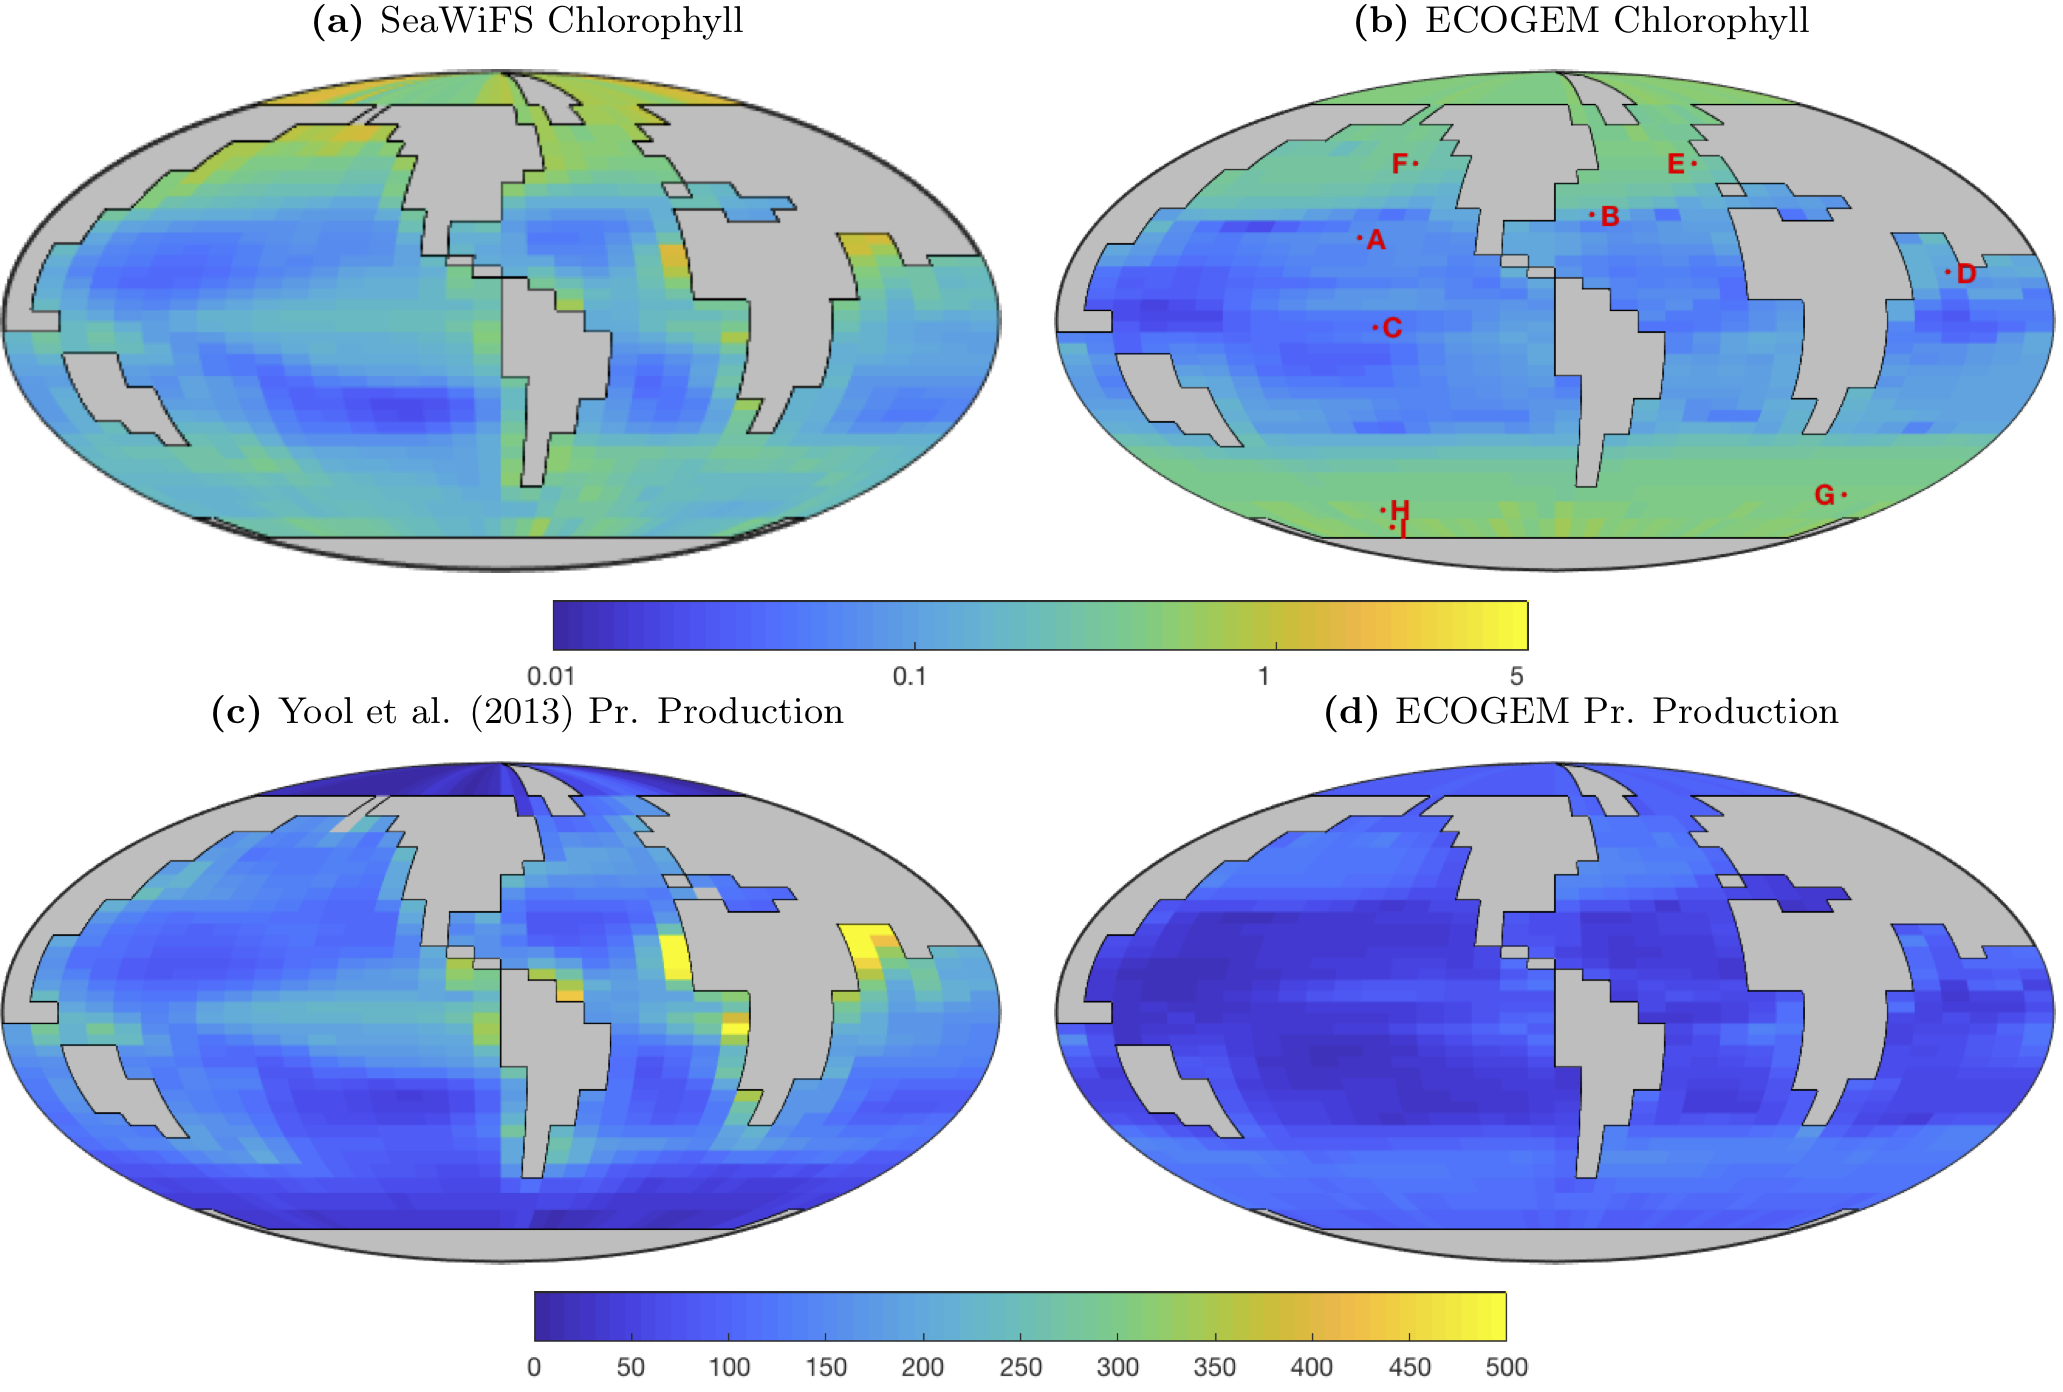 (a) SeaWiFS Chlorophyll
(b) ECOGEM Chlorophyll
F
E
B
A
D
C
G
H
I
0.01 0.1 1 5
(c) Yool et al. (2013) Pr. Production
(d) ECOGEM Pr. Production
0 50 100 150 200 250 300 350 400 450 500